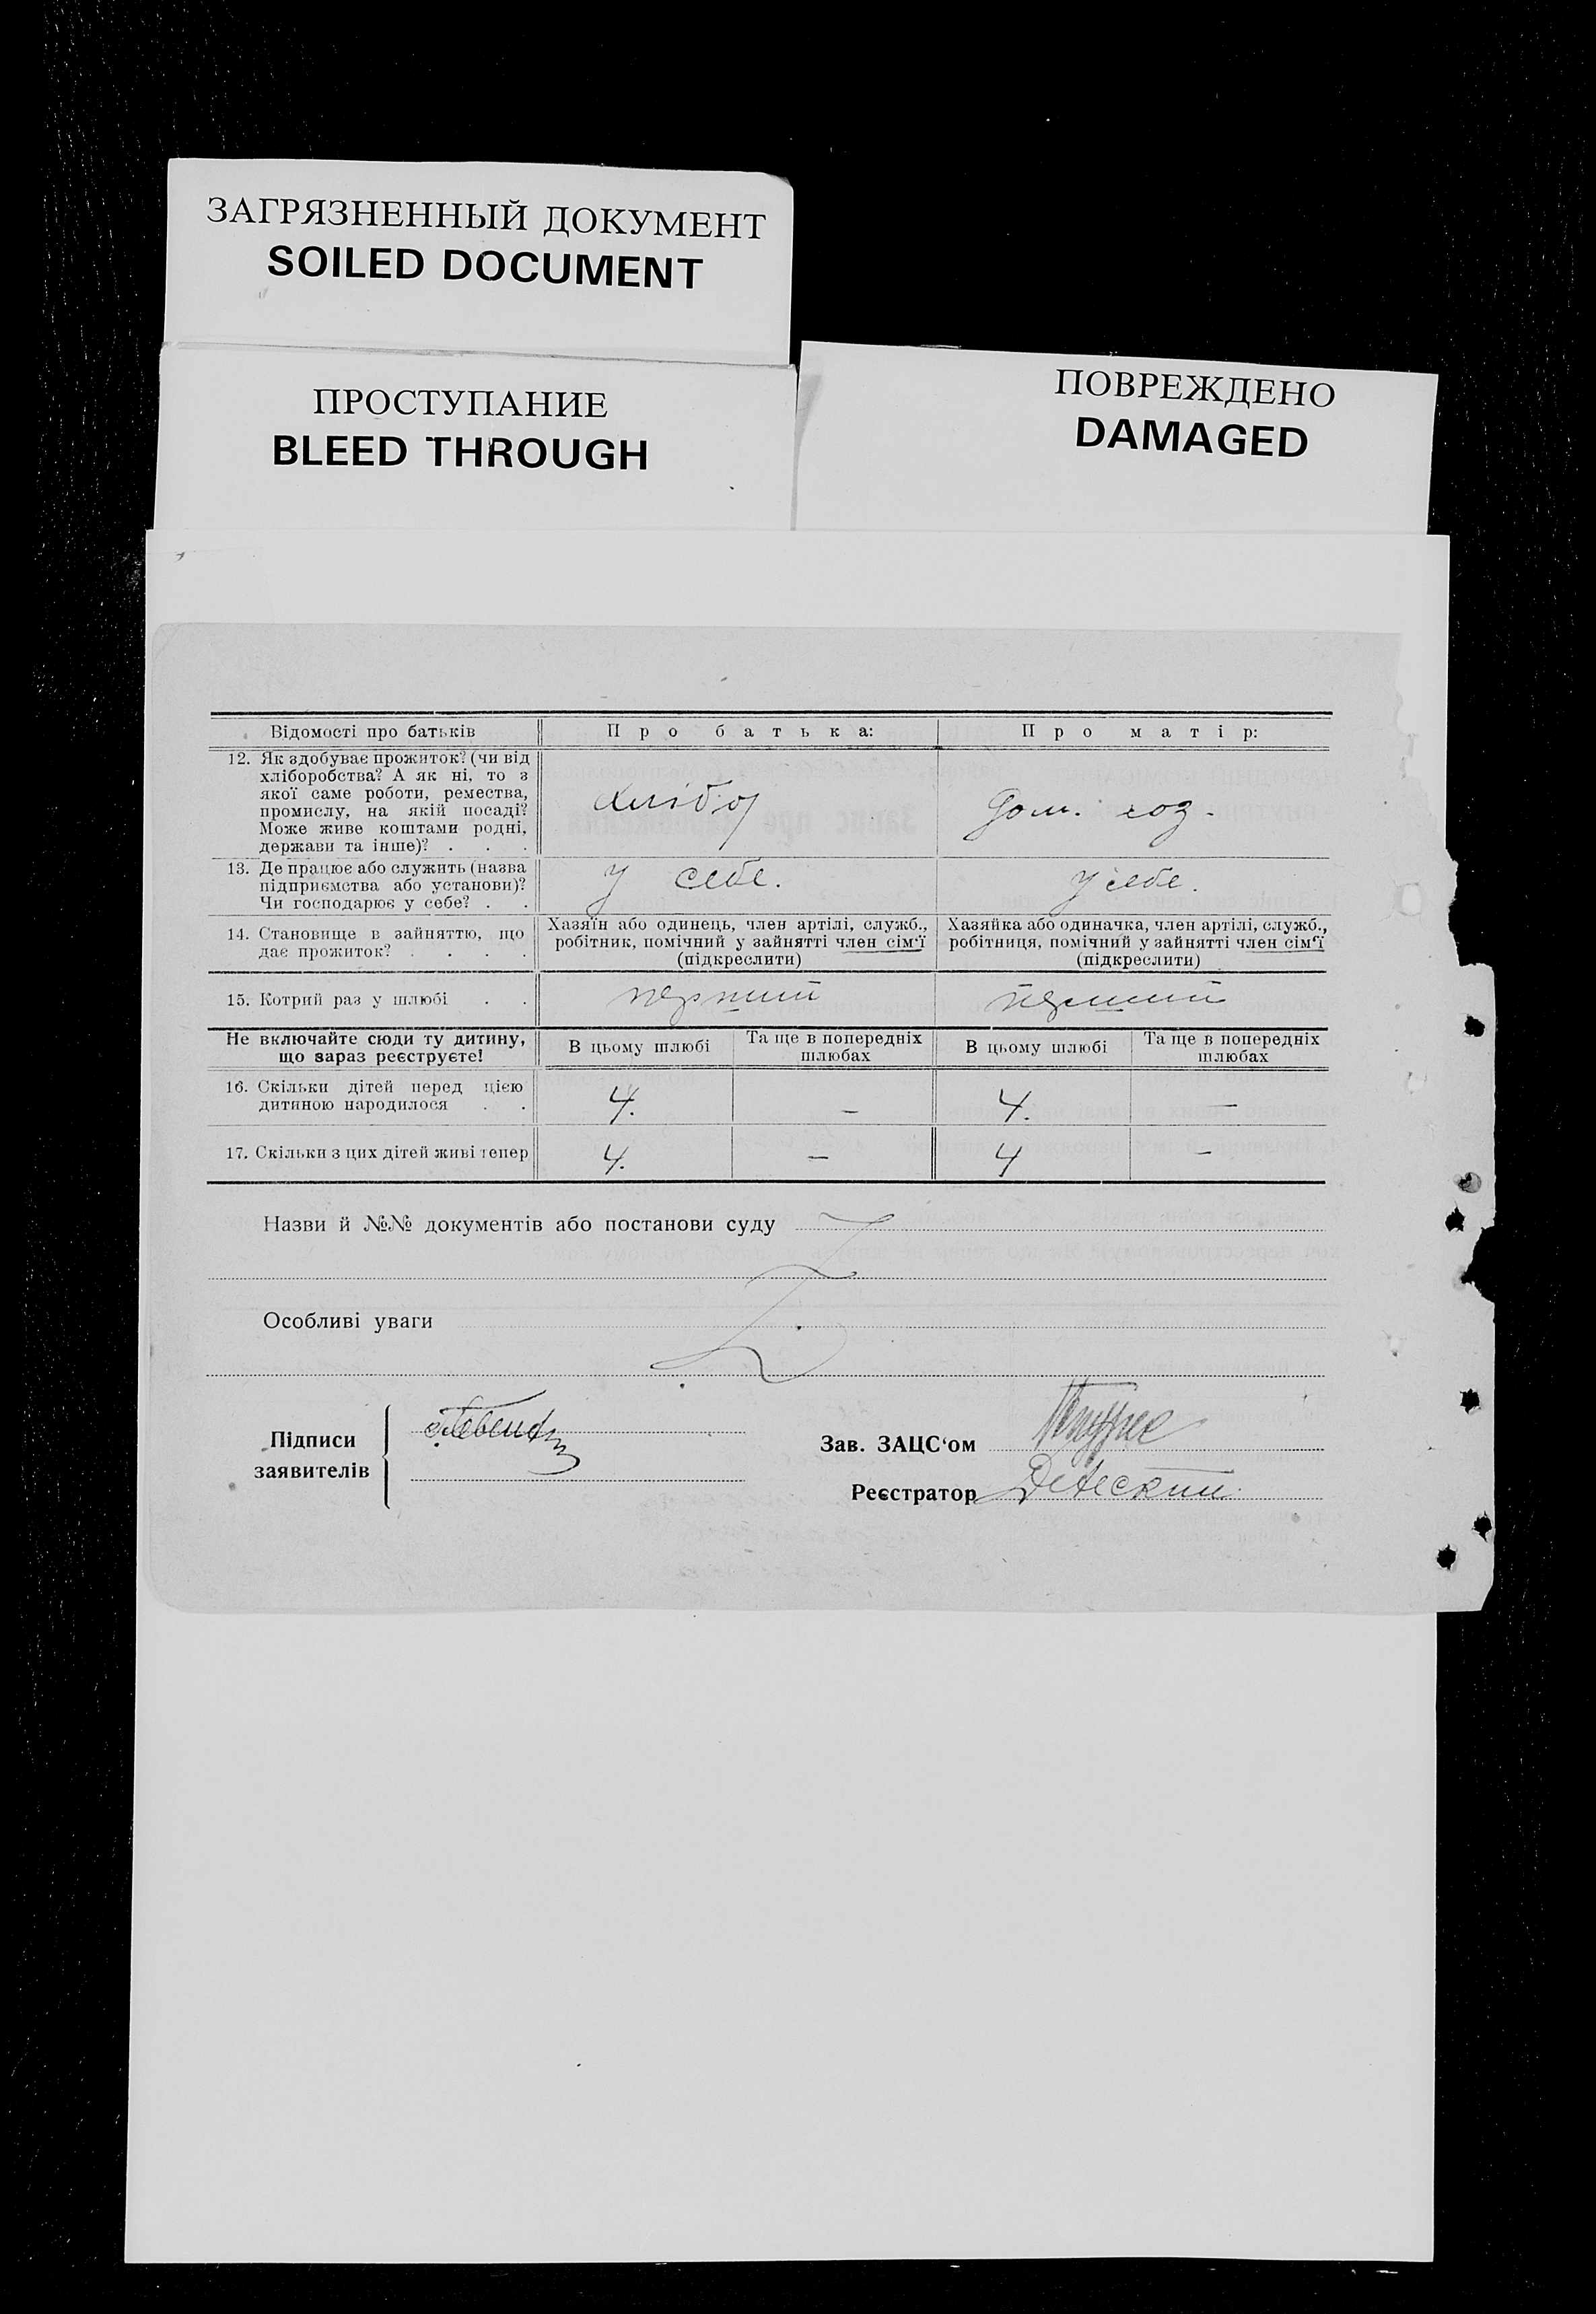 ЗАГРЯЗНЕННЫЙ ДОКУМЕНТ
SOILED DOCUMENT
ПРОСТУПАНИЕ
BLEED THROUGH
ПОВРЕЖДЕНО
DAMAGED
Відомості про батьків Про батька: Про матір:
12. Як здобуває прожиток? (чи від
хліборобства? А як ні, то з
якої саме роботи, ремества,
промислу, на якій посаді?
Може живе коштами родні,
держави та інше)? . . .
Хлібо Дом. гоз.
13. Де працює або служить (назва
підприємства або установи)?
Чи господарює у себе? . .
у себе. у себе.
14. Становище в зайняттю, що
дає прожиток? . . . .
Хазяїн або одинець, член артілі, служб.,
робітник, помічний у зайнятті член сім'ї
(підкреслити)
Хазяйка або одиначка, член артілі, служб.,
робітниця, помічний у зайнятті член сім'ї
(підкреслити)
15. Котрий раз у шлюбі . . перший перший
Не включайте сюди ту дитину,
що зараз реєструєте!
В цьому шлюбі Та ще в попередніх
шлюбах
В цьому шлюбі Та ще в попередніх
шлюбах
16. Скільки дітей перед цією
дитиною народилося . .
4. – 4. –
17. Скільки з цих дітей живі тепер 4. – 4 –
Назви й №№ документів або постанови суду
Особливі уваги
Підписи
заявителів
Зав. ЗАЦС'ом
Реєстратор